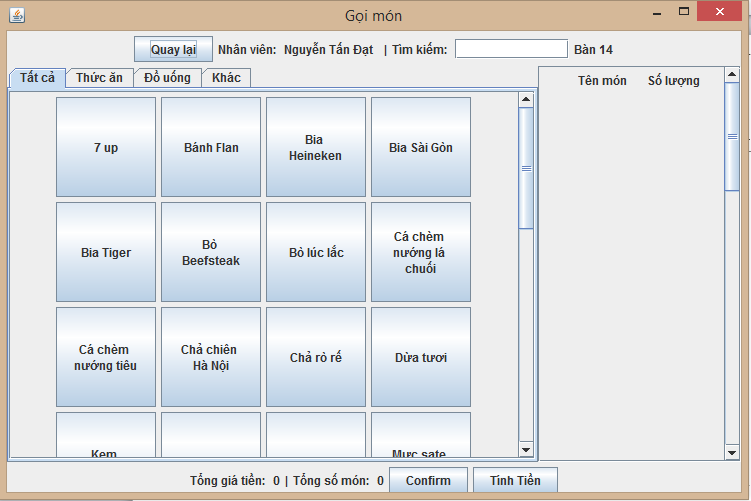 Gọi món
Quay lại Nhân viên: Nguyễn Tấn Đạt | Tìm kiếm: Bàn 14
Tất cả Thức ăn Đồ uống Khác
Tên món Số lượng
7 up
Bánh Flan
Bia
Heineken
Bia Sài Gòn
Bia Tiger
Bò
Beefsteak
Bò lúc lắc
Cá chèm
nướng lá
chuối
Cá chèm
nướng tiêu
Chả chiên
Hà Nội
Chả rò rế
Dừa tươi
Kem
Mực sate
Tổng giá tiền: 0 | Tổng số món: 0 Confirm Tính Tiền